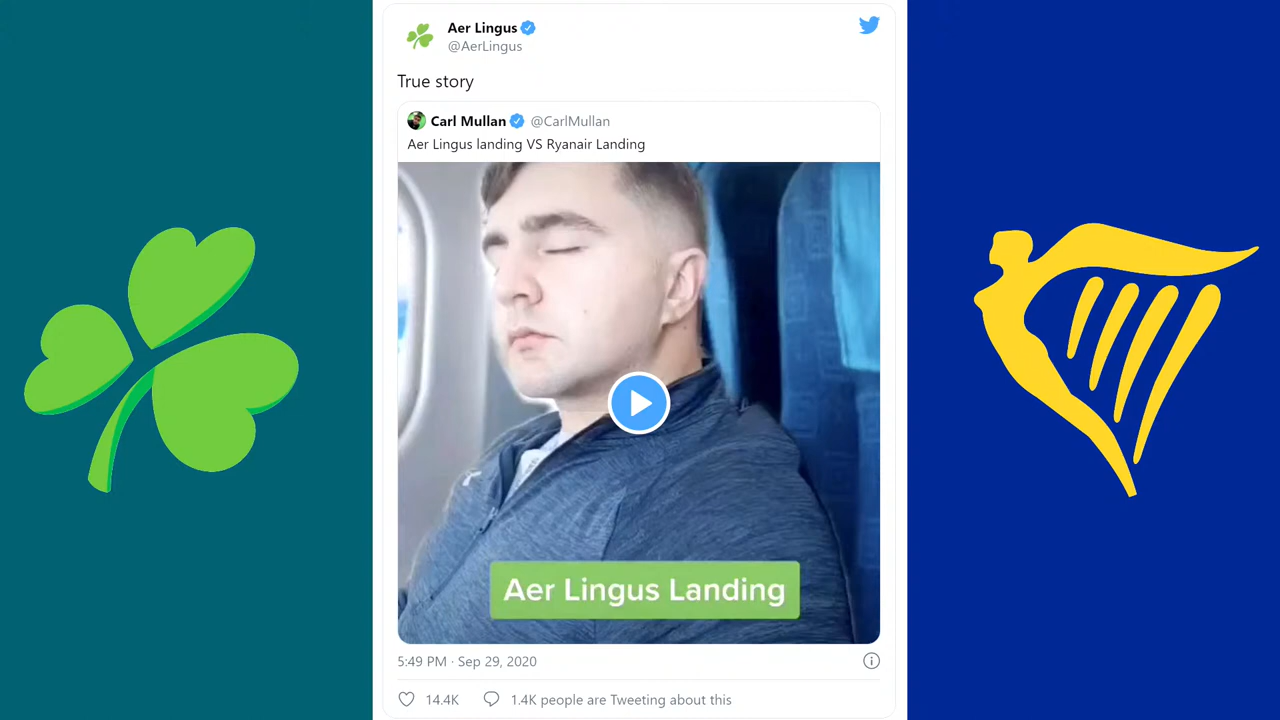 Aer Lingus
@AerLingus
True story
Carl Mullan @CarlMullan
Aer Lingus landing VS Ryanair Landing
Aer Lingus Landing
5:49 PM · Sep 29, 2020
14.4K 1.4K people are Tweeting about this